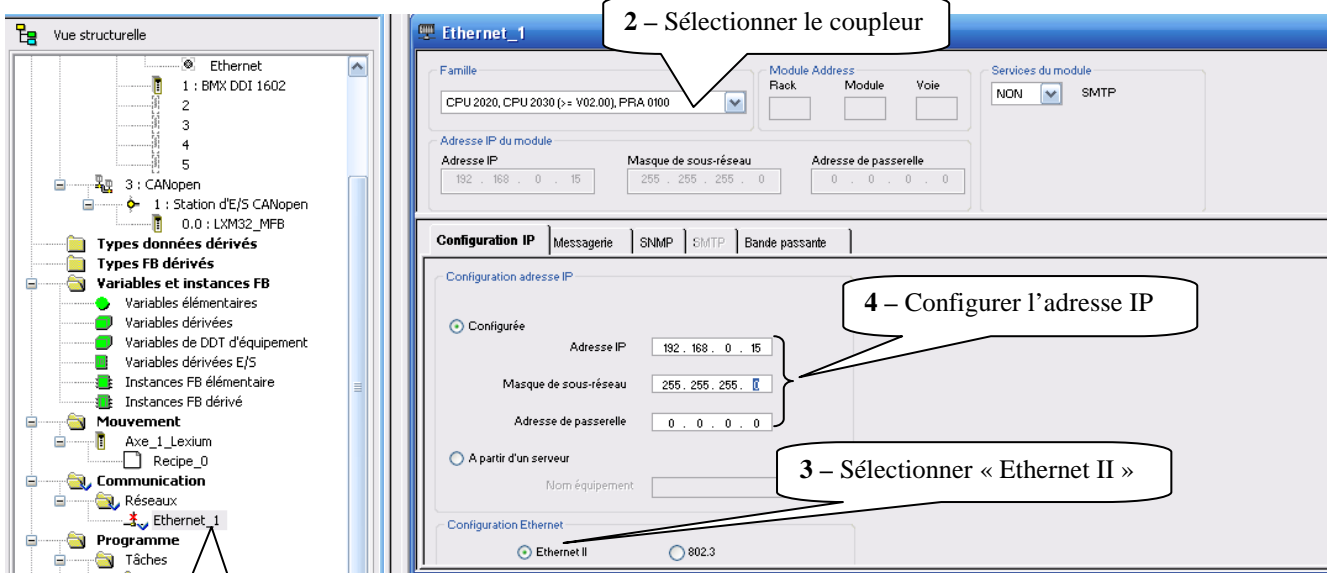 2 – Sélectionner le coupleur
Vue structurelle
Ethernet
1 : BMX DDI 1602
2
3
4
5
3 : CANopen
1 : Station d'E/S CANopen
0.0 : LXM32_MFB
Types données dérivés
Types FB dérivés
Variables et instances FB
Variables élémentaires
Variables dérivées
Variables de DDT d'équipement
Variables dérivées E/S
Instances FB élémentaire
Instances FB dérivé
Mouvement
Axe_1_Lexium
Recipe_0
Communication
Réseaux
Ethernet_1
Programme
Tâches
Ethernet_1
Famille
CPU 2020, CPU 2030 (>= V02.00), PRA 0100
Module Address
Rack Module Voie
Services du module
NON SMTP
Adresse IP du module
Adresse IP Masque de sous-réseau Adresse de passerelle
192 . 168 . 0 . 15 255 . 255 . 255 . 0 0 . 0 . 0 . 0
Configuration IP Messagerie SNMP SMTP Bande passante
Configuration adresse IP
4 – Configurer l'adresse IP
Configurée
Adresse IP 192 . 168 . 0 . 15
Masque de sous-réseau 255 . 255 . 255 . 0
Adresse de passerelle 0 . 0 . 0 . 0
A partir d'un serveur
3 – Sélectionner « Ethernet II »
Nom équipement
Configuration Ethernet
Ethernet II 802.3